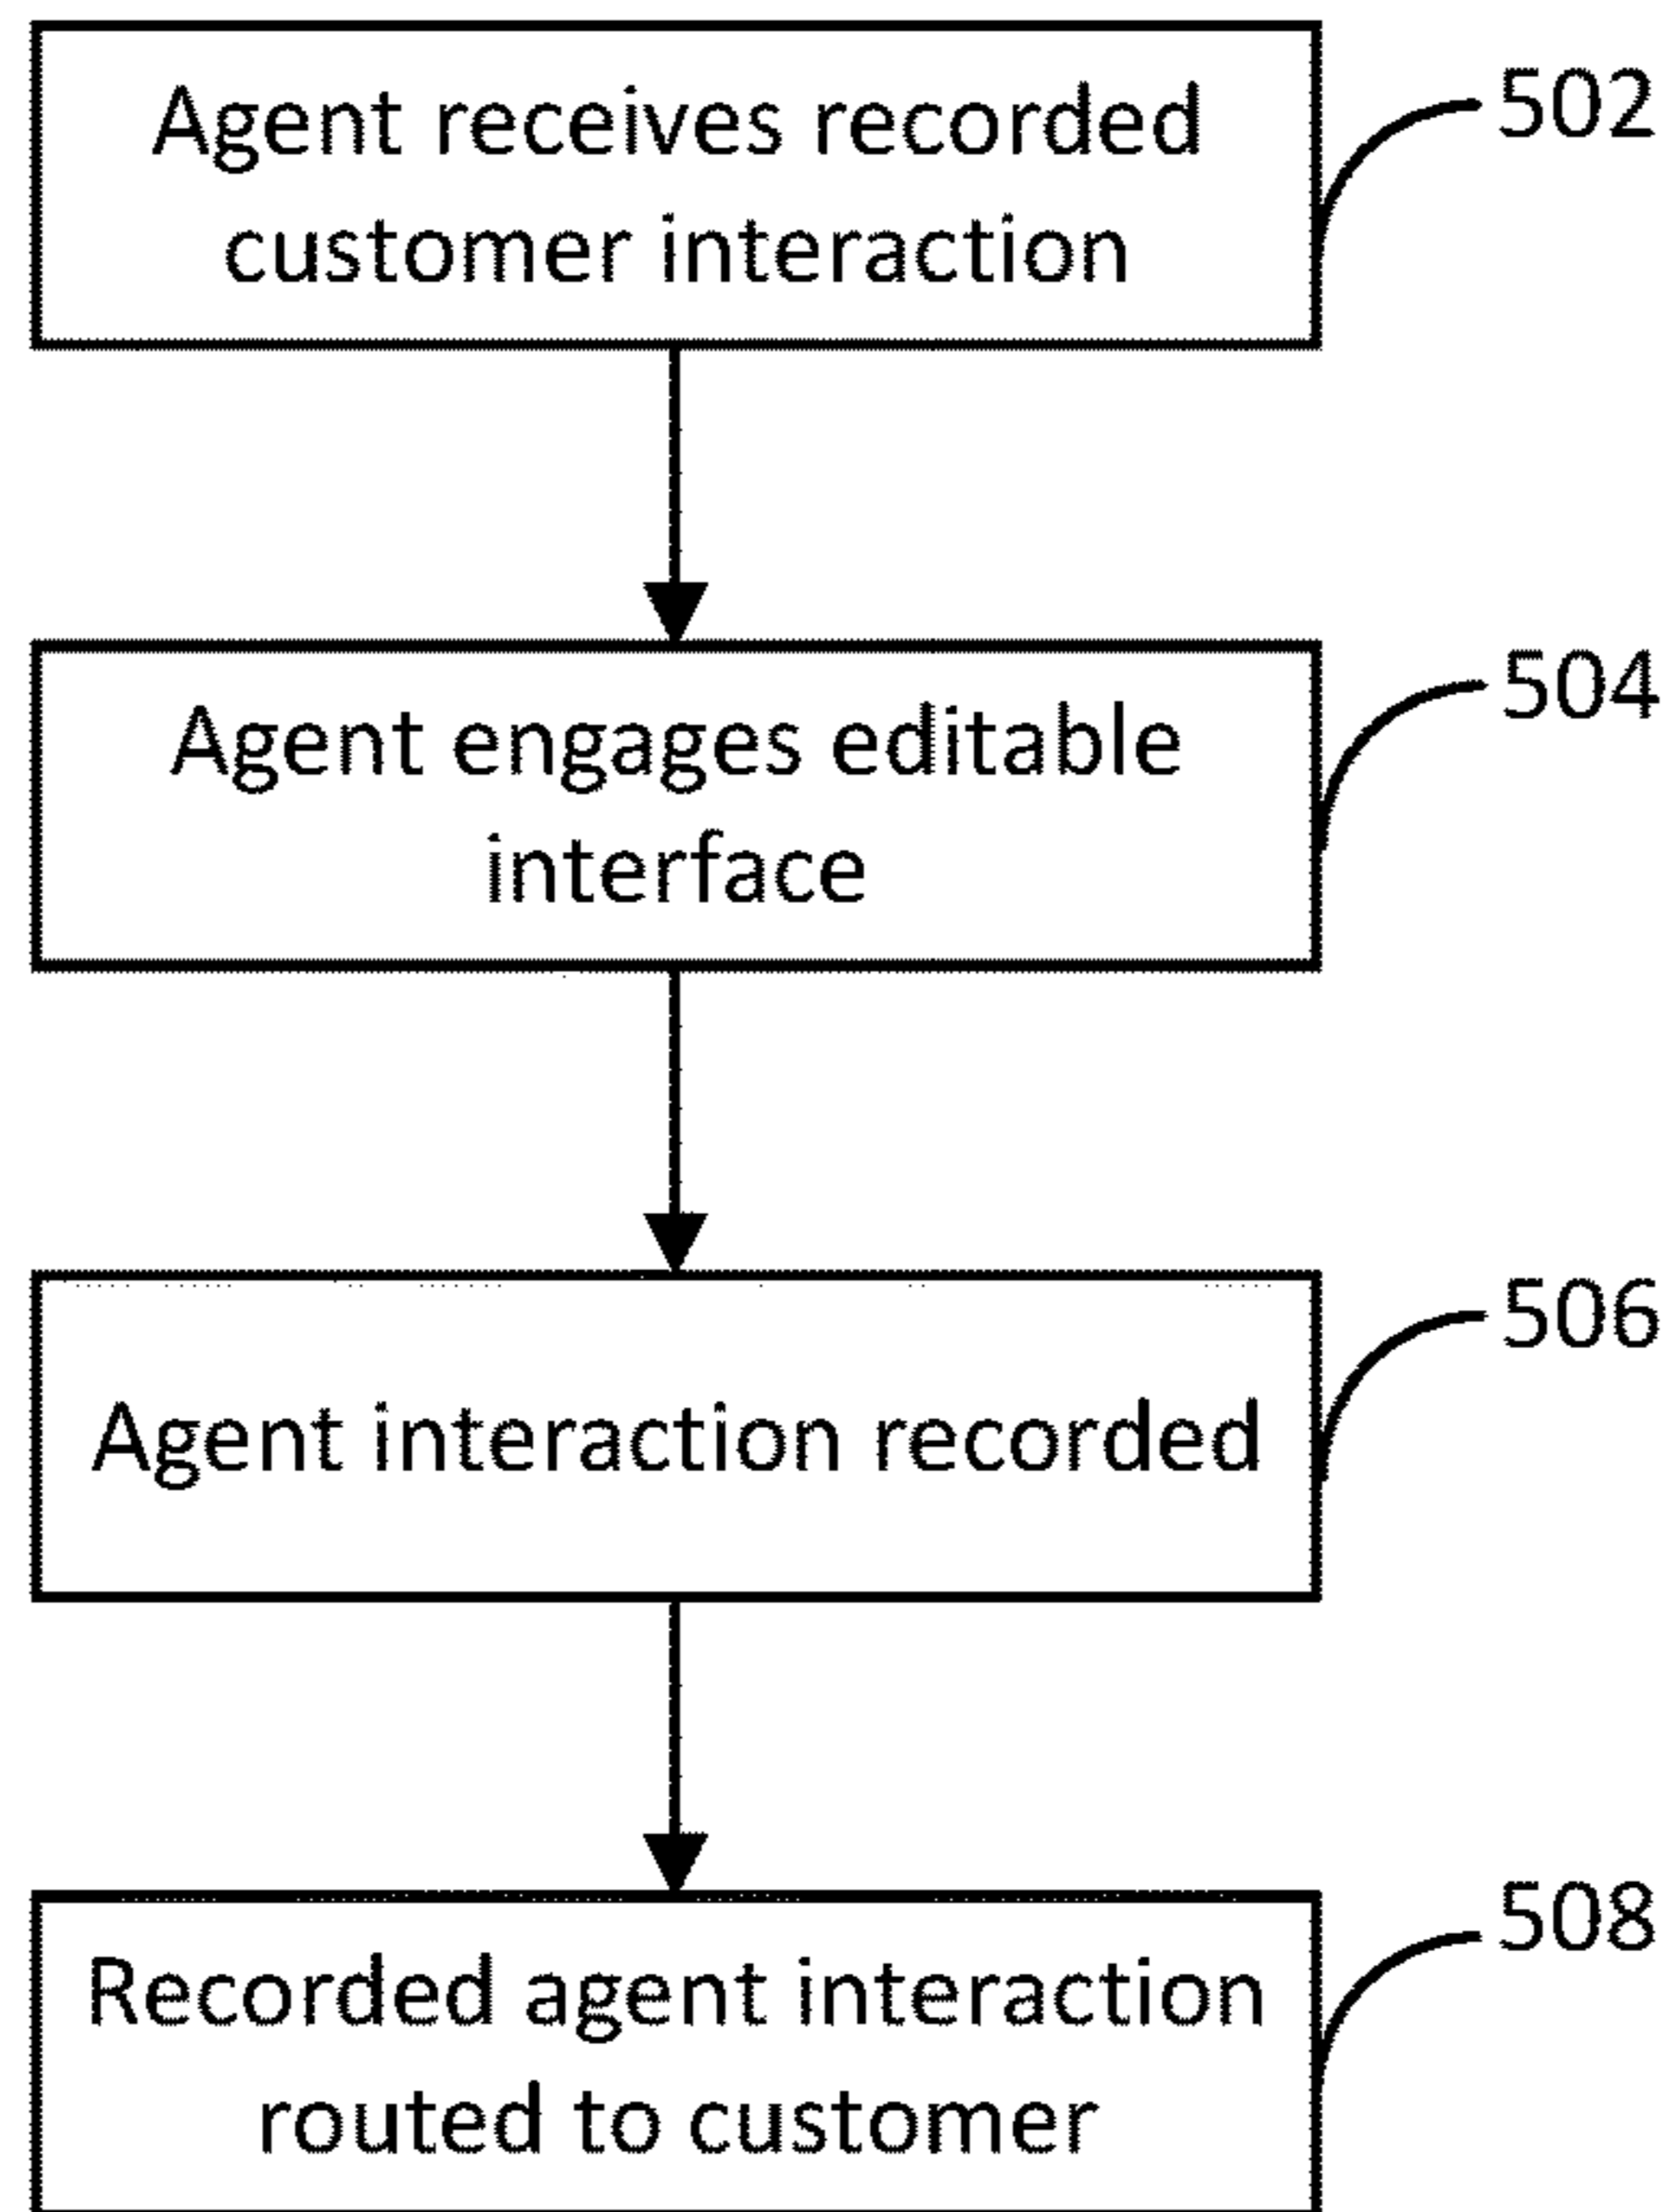 Agent receives recorded
customer interaction
502
Agent engages editable
interface
504
Agent interaction recorded
506
Recorded agent interaction
routed to customer
508